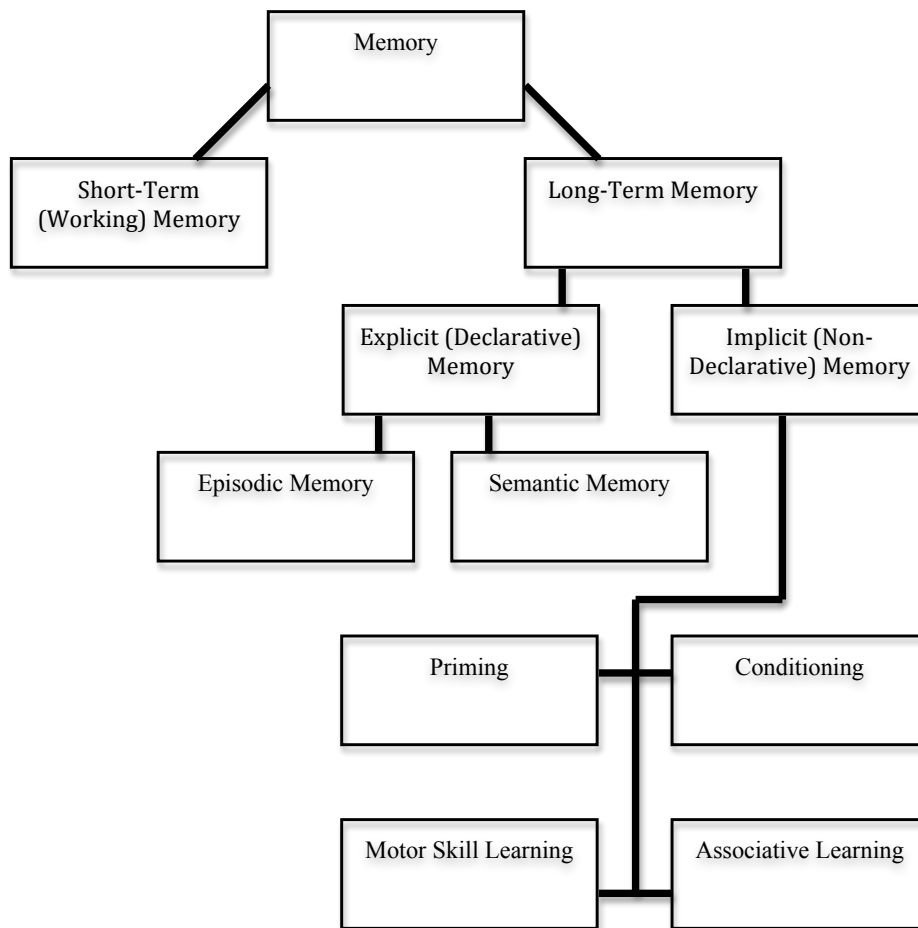 Memory
Short-Term
(Working) Memory
Long-Term Memory
Explicit (Declarative)
Memory
Implicit (Non-
Declarative) Memory
Episodic Memory
Semantic Memory
Priming
Conditioning
Motor Skill Learning
Associative Learning